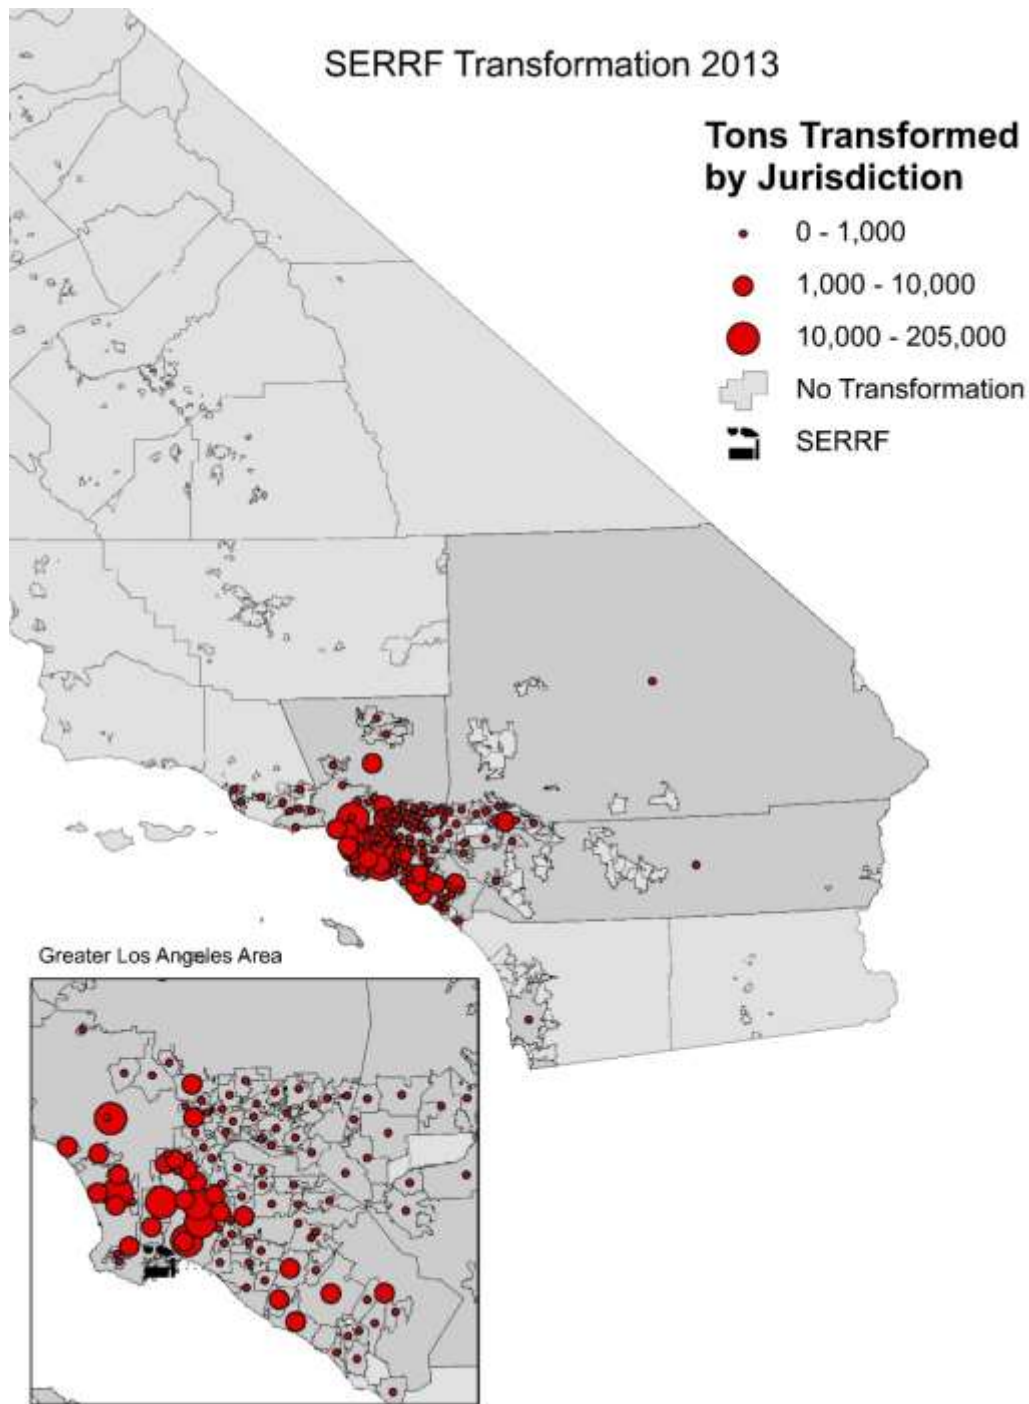 SERRF Transformation 2013
Tons Transformed
by Jurisdiction
0 - 1,000
1,000 - 10,000
10,000 - 205,000
No Transformation
SERRF
Greater Los Angeles Area